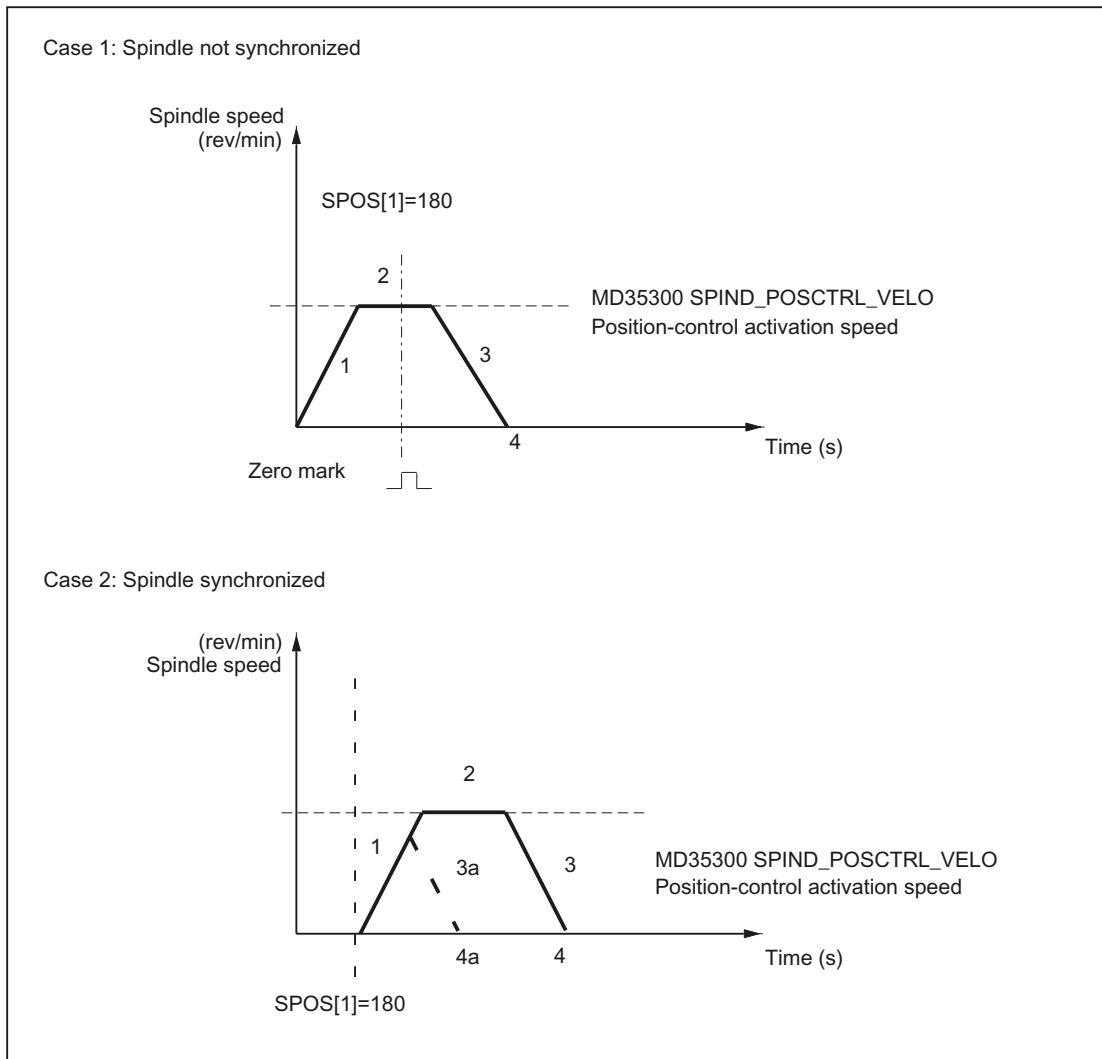 Case 1: Spindle not synchronized
Spindle speed
(rev/min)
SPOS[1]=180
2
MD35300 SPIND_POSCTRL_VELO
Position-control activation speed
1
3
4
Time (s)
Zero mark
Case 2: Spindle synchronized
(rev/min)
Spindle speed
2
1
3a
3
MD35300 SPIND_POSCTRL_VELO
Position-control activation speed
4a
4
Time (s)
SPOS[1]=180